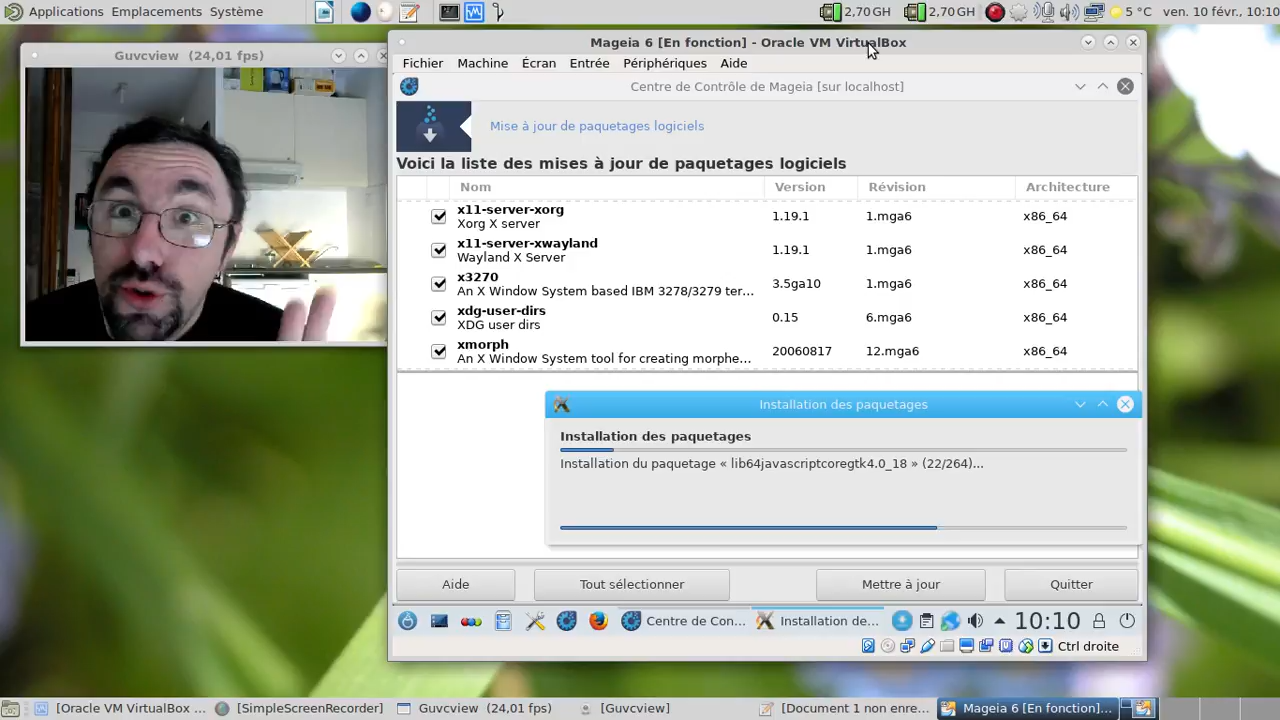 Applications Emplacements Système 2,70 GH 2,70 GH 5 °C ven. 10 févr., 10:10
Guvcview (24,01 fps)
Mageia 6 [En fonction] - Oracle VM VirtualBox
Fichier Machine Écran Entrée Périphériques Aide
Centre de Contrôle de Mageia [sur localhost]
Mise à jour de paquetages logiciels
Voici la liste des mises à jour de paquetages logiciels
Nom Version Révision Architecture
x11-server-xorg
Xorg X server
1.19.1 1.mga6 x86_64
x11-server-xwayland
Wayland X Server
1.19.1 1.mga6 x86_64
x3270
An X Window System based IBM 3278/3279 ter...
3.5ga10 1.mga6 x86_64
xdg-user-dirs
XDG user dirs
0.15 6.mga6 x86_64
xmorph
An X Window System tool for creating morphe...
20060817 12.mga6 x86_64
Installation des paquetages
Installation des paquetages
Installation du paquetage « lib64javascriptcoregtk4.0_18 » (22/264)...
Aide Tout sélectionner Mettre à jour Quitter
Centre de Con... Installation de... 10:10
Ctrl droite
[Oracle VM VirtualBox ... [SimpleScreenRecorder] Guvcview (24,01 fps) [Guvcview] [Document 1 non enre... Mageia 6 [En fonction]...